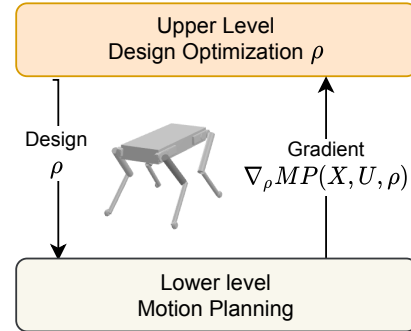 Upper Level
Design Optimization ρ
Design
ρ
Gradient
∇ρMP(X, U, ρ)
Lower level
Motion Planning